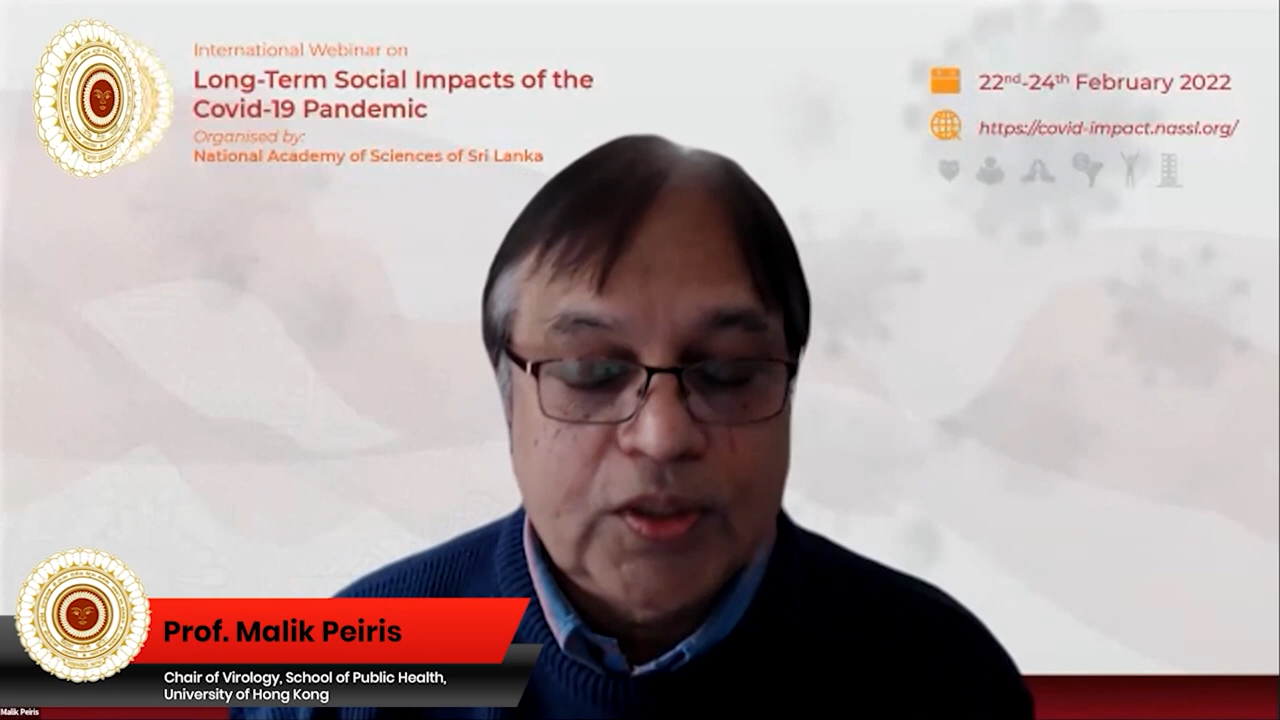 International Webinar on
Long-Term Social Impacts of the
Covid-19 Pandemic
Organised by:
National Academy of Sciences of Sri Lanka
22nd-24th February 2022
https://covid-impact.nassl.org/
Prof. Malik Peiris
Chair of Virology, School of Public Health,
University of Hong Kong
Malik Peiris